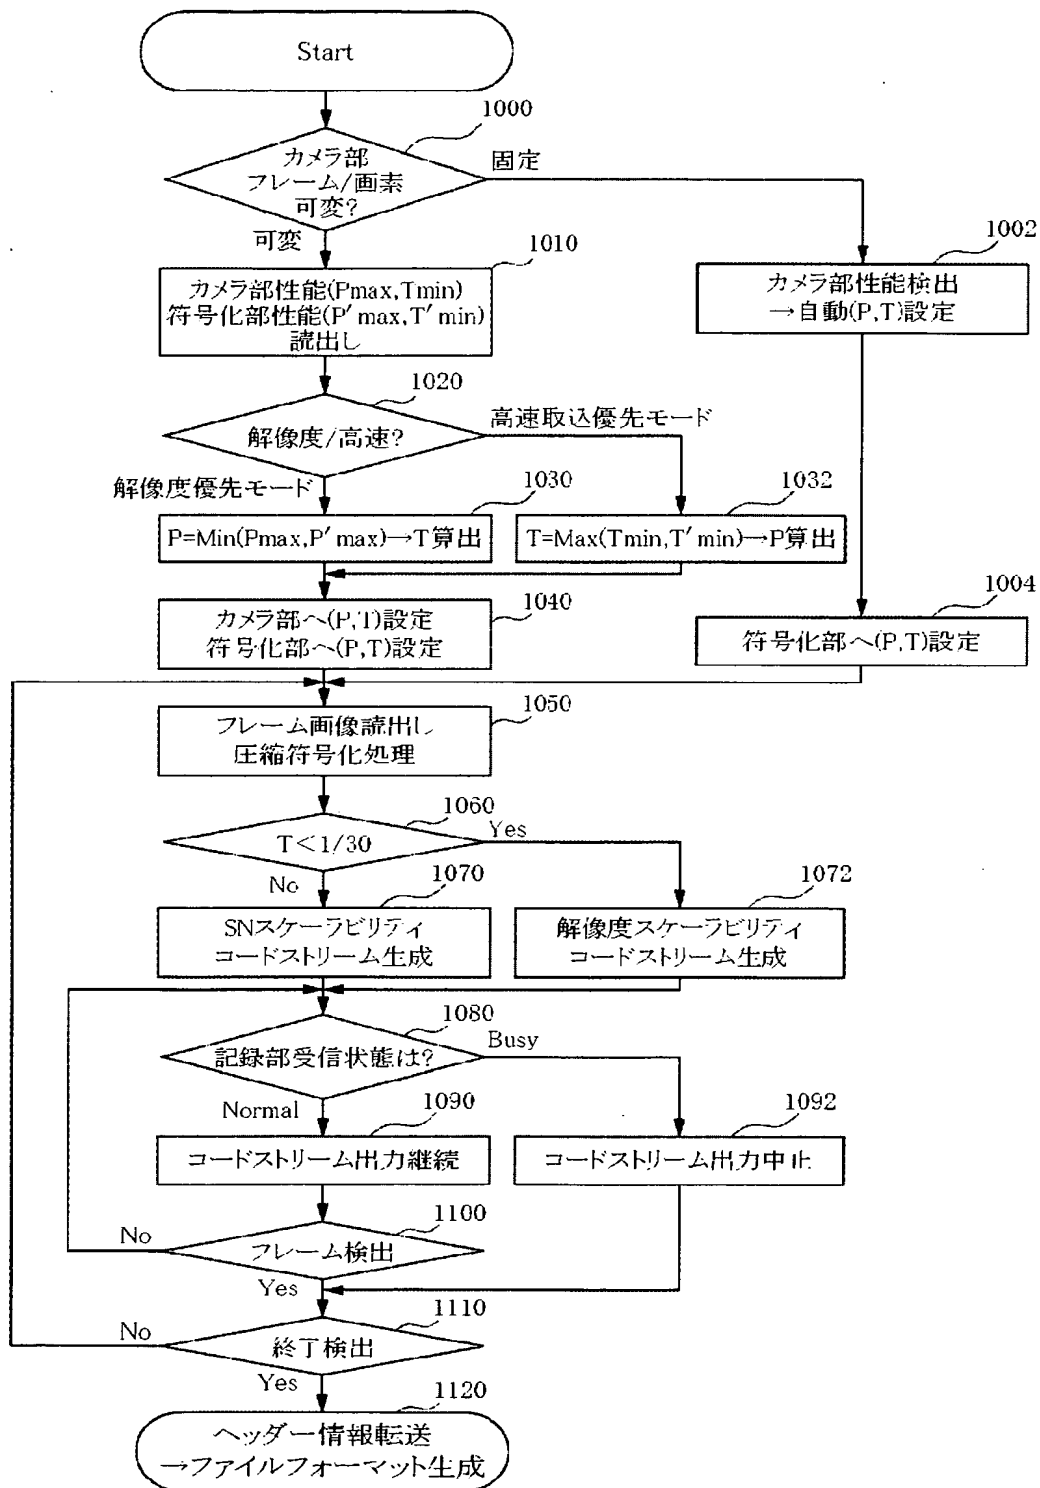 Start
1000
カメラ部
フレーム/画素
可変?
固定
可変
1010
カメラ部性能(Pmax,Tmin)
符号化部性能(P′max,T′min)
読出し
1002
カメラ部性能検出
→自動(P,T)設定
1020
解像度/高速?
高速取込優先モード
解像度優先モード
1030
P=Min(Pmax,P′max)→T算出
1032
T=Max(Tmin,T′min)→P算出
1040
カメラ部へ(P,T)設定
符号化部へ(P,T)設定
1004
符号化部へ(P,T)設定
1050
フレーム画像読出し
圧縮符号化処理
1060
T<1/30
Yes
No
1070
SNスケーラビリティ
コードストリーム生成
1072
解像度スケーラビリティ
コードストリーム生成
1080
記録部受信状態は?
Busy
Normal
1090
コードストリーム出力継続
1092
コードストリーム出力中止
1100
フレーム検出
No
Yes
1110
終了検出
No
Yes
1120
ヘッダー情報転送
→ファイルフォーマット生成